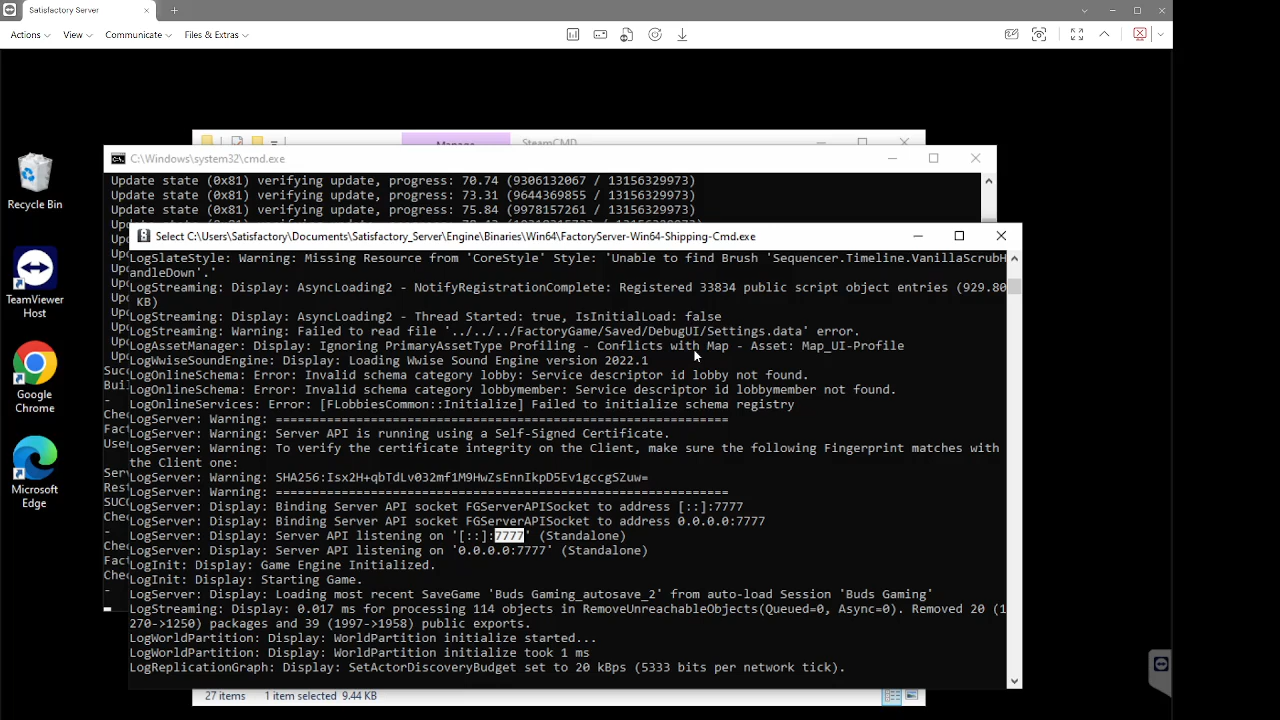 Satisfactory Server
Actions
View
Communicate
Files & Extras
Recycle Bin
TeamViewer
Host
Google
Chrome
Microsoft
Edge
Manage
SteamCMD
C:\Windows\system32\cmd.exe
Update state (0x81) verifying update, progress: 70.74 (9306132067 / 13156329973)
Update state (0x81) verifying update, progress: 73.31 (9644369855 / 13156329973)
Update state (0x81) verifying update, progress: 75.84 (9978157261 / 13156329973)
Select C:\Users\Satisfactory\Documents\Satisfactory_Server\Engine\Binaries\Win64\FactoryServer-Win64-Shipping-Cmd.exe
LogSlateStyle: Warning: Missing Resource from 'CoreStyle' Style: 'Unable to find Brush 'Sequencer.Timeline.VanillaScrubH
andleDown'.'
LogStreaming: Display: AsyncLoading2 - NotifyRegistrationComplete: Registered 33834 public script object entries (929.80
KB)
LogStreaming: Display: AsyncLoading2 - Thread Started: true, IsInitialLoad: false
LogStreaming: Warning: Failed to read file '../../../FactoryGame/Saved/DebugUI/Settings.data' error.
LogAssetManager: Display: Ignoring PrimaryAssetType Profiling - Conflicts with Map - Asset: Map_UI-Profile
LogWwiseSoundEngine: Display: Loading Wwise Sound Engine version 2022.1
LogOnlineSchema: Error: Invalid schema category lobby: Service descriptor id lobby not found.
LogOnlineSchema: Error: Invalid schema category lobbymember: Service descriptor id lobbymember not found.
LogOnlineServices: Error: [FLobbiesCommon::Initialize] Failed to initialize schema registry
LogServer: Warning: ==============================================================
LogServer: Warning: Server API is running using a Self-Signed Certificate.
LogServer: Warning: To verify the certificate integrity on the Client, make sure the following Fingerprint matches with
the Client one:
LogServer: Warning: SHA256:Isx2H+qbTdLv032mf1M9HwZsEnnIkpD5Ev1gccgSZuw=
LogServer: Warning: ==============================================================
LogServer: Display: Binding Server API socket FGServerAPISocket to address [::]:7777
LogServer: Display: Binding Server API socket FGServerAPISocket to address 0.0.0.0:7777
LogServer: Display: Server API listening on '[::]:7777' (Standalone)
LogServer: Display: Server API listening on '0.0.0.0:7777' (Standalone)
LogInit: Display: Game Engine Initialized.
LogInit: Display: Starting Game.
LogServer: Display: Loading most recent SaveGame 'Buds Gaming_autosave_2' from auto-load Session 'Buds Gaming'
LogStreaming: Display: 0.017 ms for processing 114 objects in RemoveUnreachableObjects(Queued=0, Async=0). Removed 20 (1
270->1250) packages and 39 (1997->1958) public exports.
LogWorldPartition: Display: WorldPartition initialize started...
LogWorldPartition: Display: WorldPartition initialize took 1 ms
LogReplicationGraph: Display: SetActorDiscoveryBudget set to 20 kBps (5333 bits per network tick).
27 items
1 item selected 9.44 KB